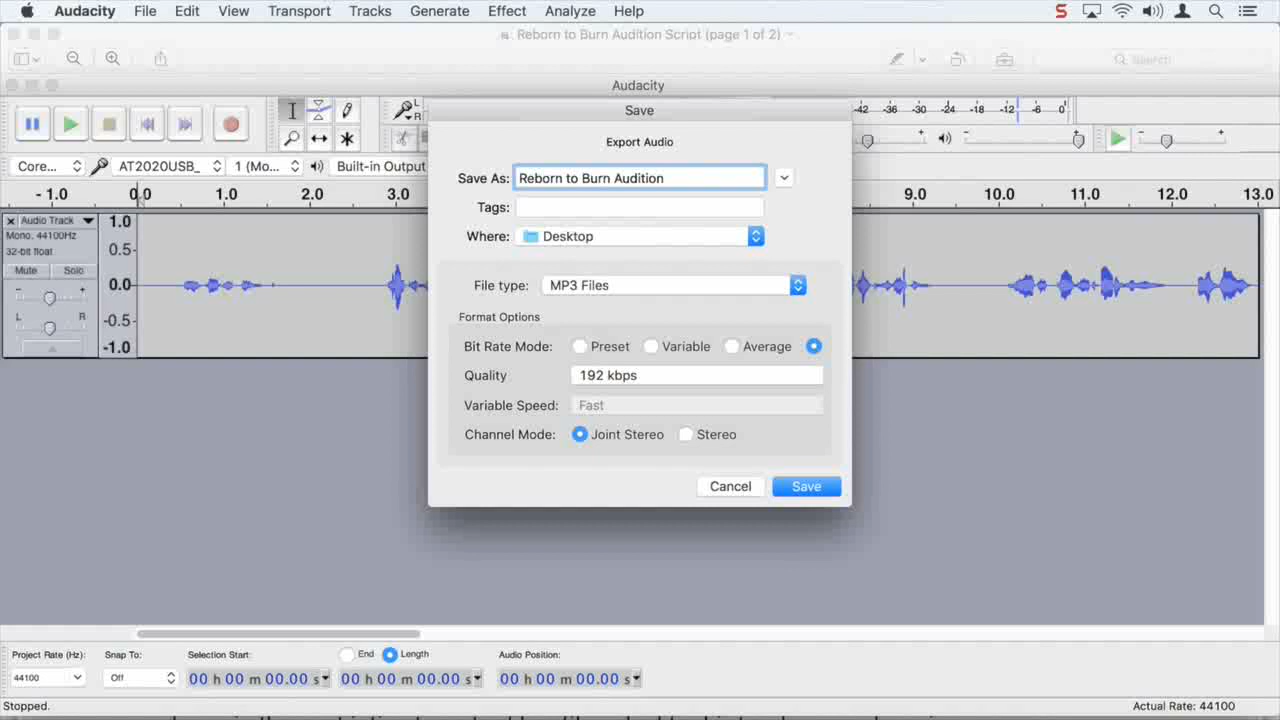 Audacity File Edit View Transport Tracks Generate Effect Analyze Help
Reborn to Burn Audition Script (page 1 of 2)
Search
Audacity
Save
Export Audio
Save As: Reborn to Burn Audition
Tags:
Where: Desktop
File type: MP3 Files
Format Options
Bit Rate Mode: Preset Variable Average
Quality 192 kbps
Variable Speed: Fast
Channel Mode: Joint Stereo Stereo
Cancel Save
L
R
-42 -36 -30 -24 -18 -12 -6 0
Core... AT2020USB_ 1 (Mo... Built-in Output
- 1.0 0.0 1.0 2.0 3.0 9.0 10.0 11.0 12.0 13.0
Audio Track
Mono. 44100Hz
32-bit float
Mute Solo
- +
L R
1.0
0.5-
0.0-
-0.5-
-1.0
Project Rate (Hz): Snap To: Selection Start: End Length Audio Position:
44100 Off 00 h 00 m 00.00 s 00 h 00 m 00.00 s 00 h 00 m 00.00 s
Stopped. Actual Rate: 44100